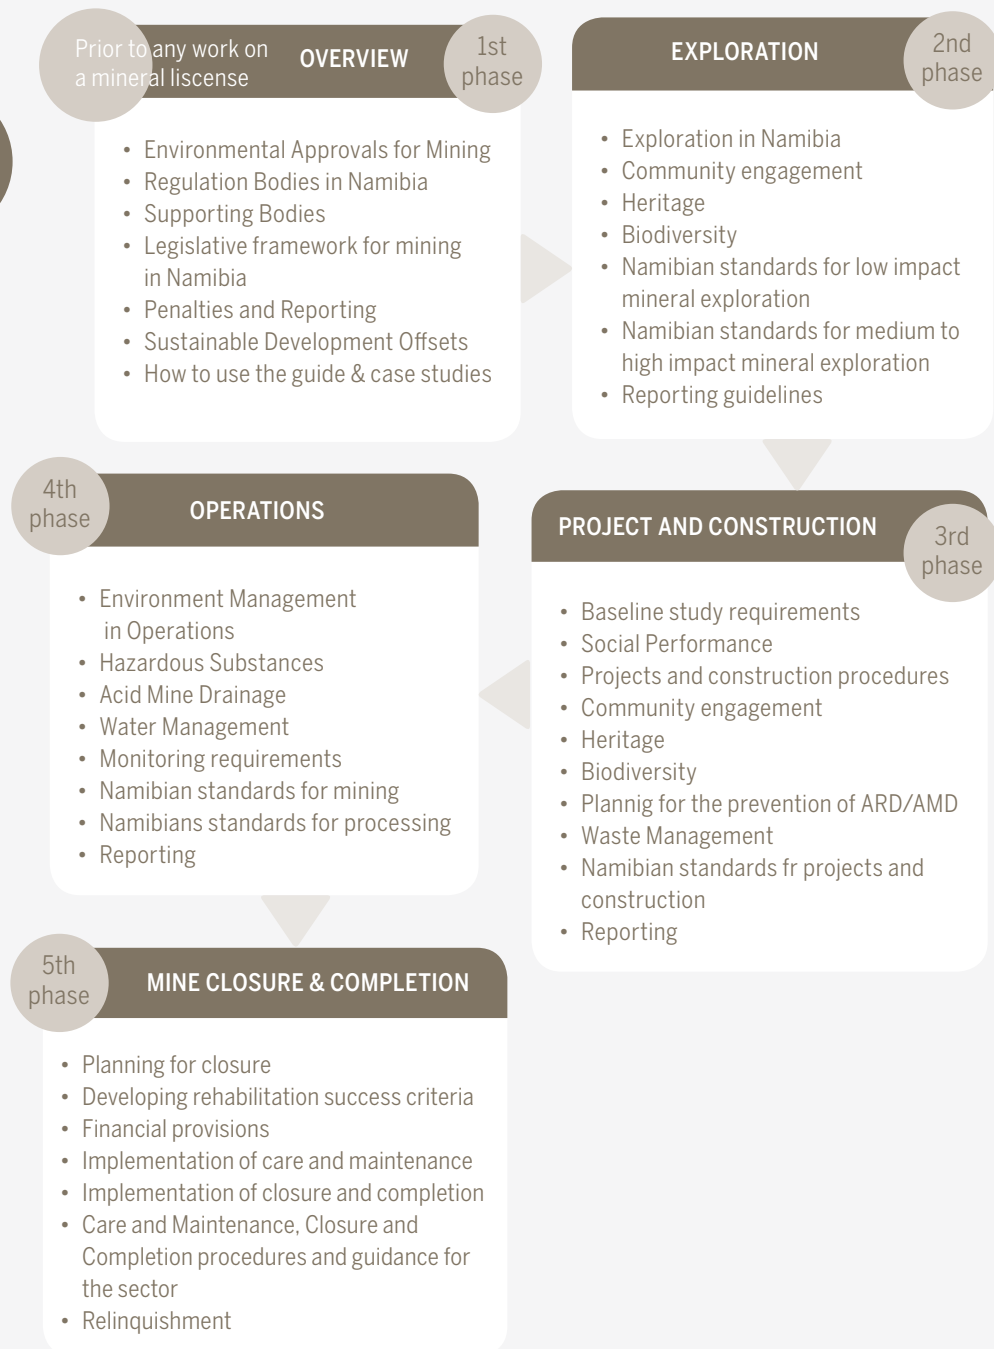 Prior to any work on
a mineral liscense
OVERVIEW
1st
phase
• Environmental Approvals for Mining
• Regulation Bodies in Namibia
• Supporting Bodies
• Legislative framework for mining
in Namibia
• Penalties and Reporting
• Sustainable Development Offsets
• How to use the guide & case studies
EXPLORATION
2nd
phase
• Exploration in Namibia
• Community engagement
• Heritage
• Biodiversity
• Namibian standards for low impact
mineral exploration
• Namibian standards for medium to
high impact mineral exploration
• Reporting guidelines
PROJECT AND CONSTRUCTION
3rd
phase
• Baseline study requirements
• Social Performance
• Projects and construction procedures
• Community engagement
• Heritage
• Biodiversity
• Plannig for the prevention of ARD/AMD
• Waste Management
• Namibian standards fr projects and
construction
• Reporting
4th
phase
OPERATIONS
• Environment Management
in Operations
• Hazardous Substances
• Acid Mine Drainage
• Water Management
• Monitoring requirements
• Namibian standards for mining
• Namibians standards for processing
• Reporting
5th
phase
MINE CLOSURE & COMPLETION
• Planning for closure
• Developing rehabilitation success criteria
• Financial provisions
• Implementation of care and maintenance
• Implementation of closure and completion
• Care and Maintenance, Closure and
Completion procedures and guidance for
the sector
• Relinquishment